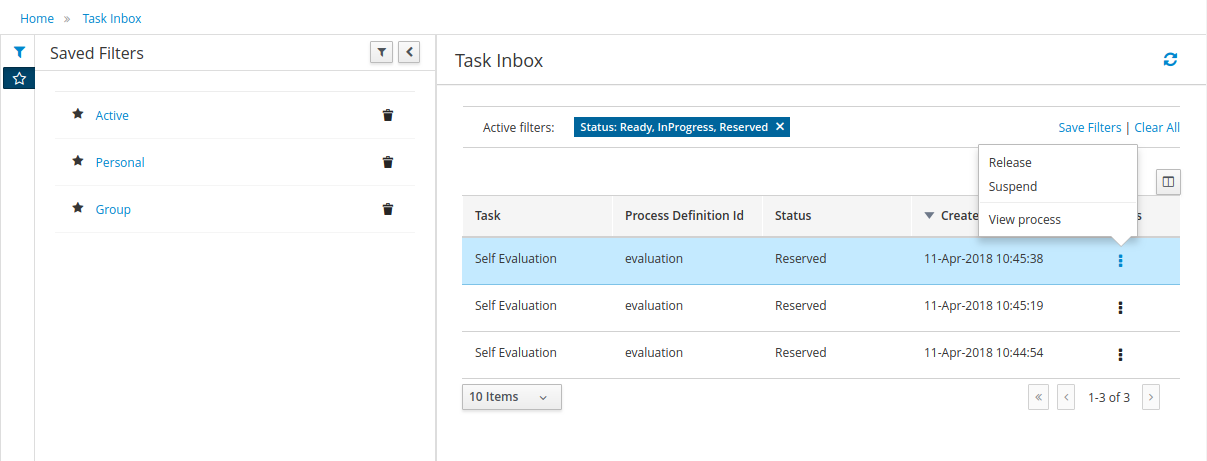 Home » Task Inbox
Saved Filters
Active
Personal
Group
Task Inbox
Active filters: Status: Ready, InProgress, Reserved ✕ Save Filters | Clear All
Release
Suspend
View process
Task Process Definition Id Status Create s
Self Evaluation evaluation Reserved 11-Apr-2018 10:45:38
Self Evaluation evaluation Reserved 11-Apr-2018 10:45:19
Self Evaluation evaluation Reserved 11-Apr-2018 10:44:54
10 Items « ‹ 1-3 of 3 ›